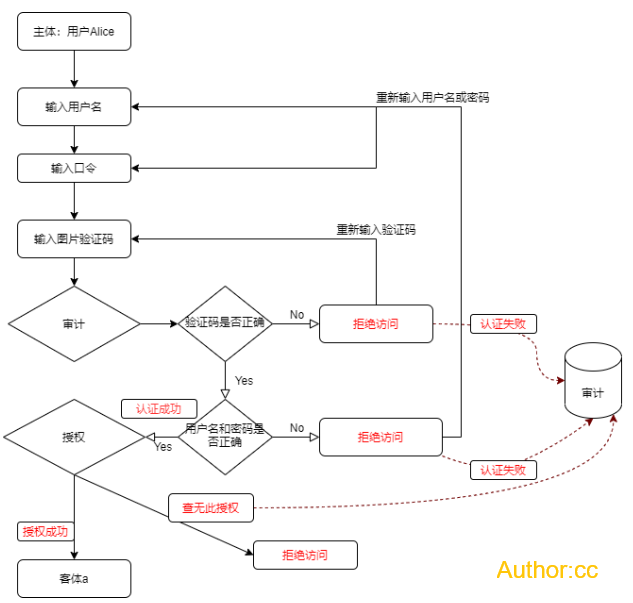 主体：用户Alice
输入用户名
重新输入用户名或密码
输入口令
输入图片验证码
重新输入验证码
审计
验证码是否正确
No
拒绝访问
认证失败
审计
Yes
认证成功
授权
Yes
用户名和密码是
否正确
No
拒绝访问
认证失败
查无此授权
授权成功
拒绝访问
客体a
Author:cc